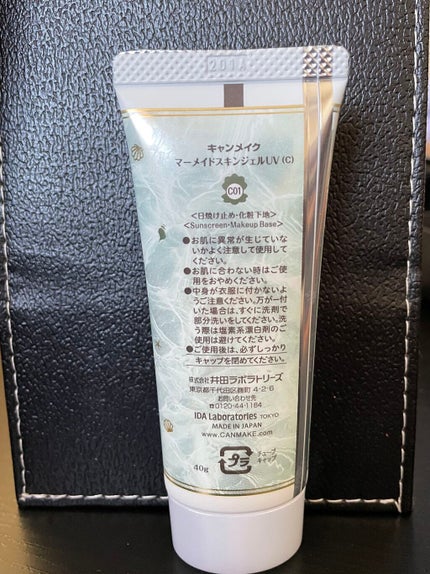 201A
キャンメイク
マーメイドスキンジェルUV (C)
C01
<日焼け止め・化粧下地>
<Sunscreen・Makeup Base>
●お肌に異常が生じていな
いかよく注意して使用して
ください。
●お肌に合わない時はご使
用をおやめください。
●中身が衣服に付かないよ
うご注意ください。万が一付
いた場合は、すぐに洗剤で
部分洗いをしてください。洗
う際は塩素系漂白剤のご
使用は避けてください。
●ご使用後は、必ずしっかり
キャップを閉めてください。
株式会社 井田ラボラトリーズ
東京都千代田区麹町 4-2-6
お問い合わせ先
0120-44-1184
IDA Laboratories TOKYO
MADE IN JAPAN
www.CANMAKE.com
40g
プラ
チューブ
キャップ